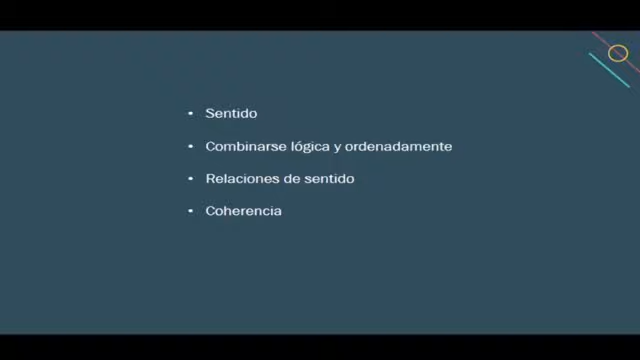 • Sentido
• Combinarse lógica y ordenadamente
• Relaciones de sentido
• Coherencia